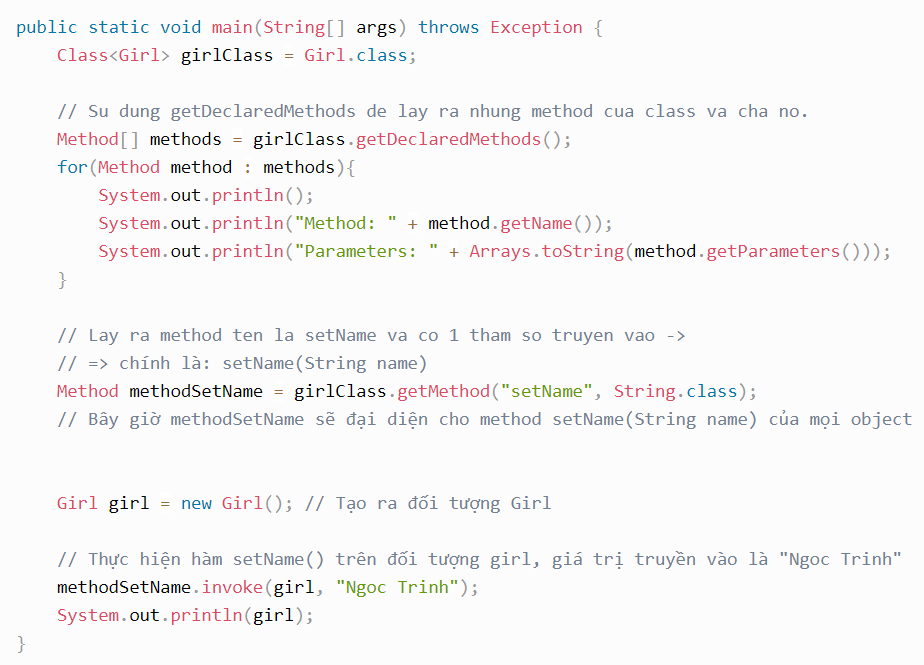 public static void main(String[] args) throws Exception {
    Class<Girl> girlClass = Girl.class;
    // Su dung getDeclaredMethods de lay ra nhung method cua class va cha no.
    Method[] methods = girlClass.getDeclaredMethods();
    for(Method method : methods){
        System.out.println();
        System.out.println("Method: " + method.getName());
        System.out.println("Parameters: " + Arrays.toString(method.getParameters()));
    }
    // Lay ra method ten la setName va co 1 tham so truyen vao ->
    // => chính là: setName(String name)
    Method methodSetName = girlClass.getMethod("setName", String.class);
    // Bây giờ methodSetName sẽ đại diện cho method setName(String name) của mọi object
    Girl girl = new Girl(); // Tạo ra đối tượng Girl
    // Thực hiện hàm setName() trên đối tượng girl, giá trị truyền vào là "Ngoc Trinh"
    methodSetName.invoke(girl, "Ngoc Trinh");
    System.out.println(girl);
}